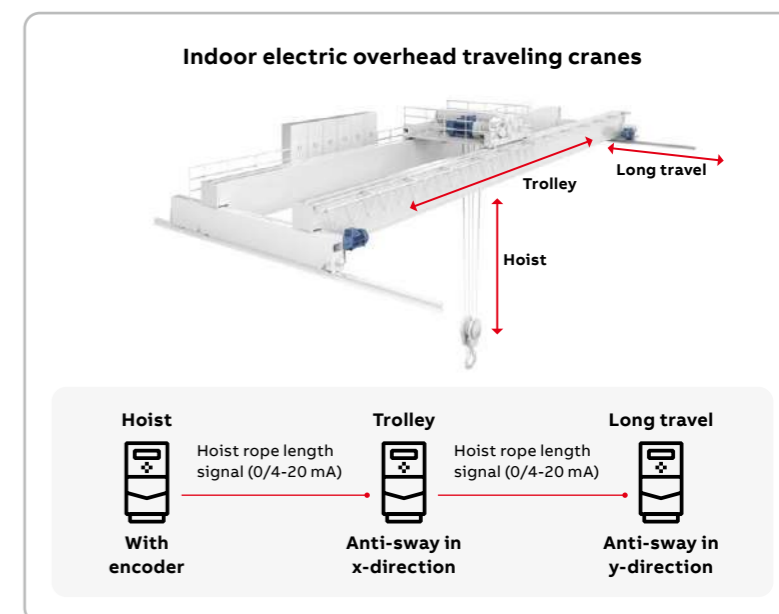 Indoor electric overhead traveling cranes
Long travel
Trolley
Hoist
Hoist
Trolley
Long travel
Hoist rope length
signal (0/4-20 mA)
Hoist rope length
signal (0/4-20 mA)
With
encoder
Anti-sway in
x-direction
Anti-sway in
y-direction